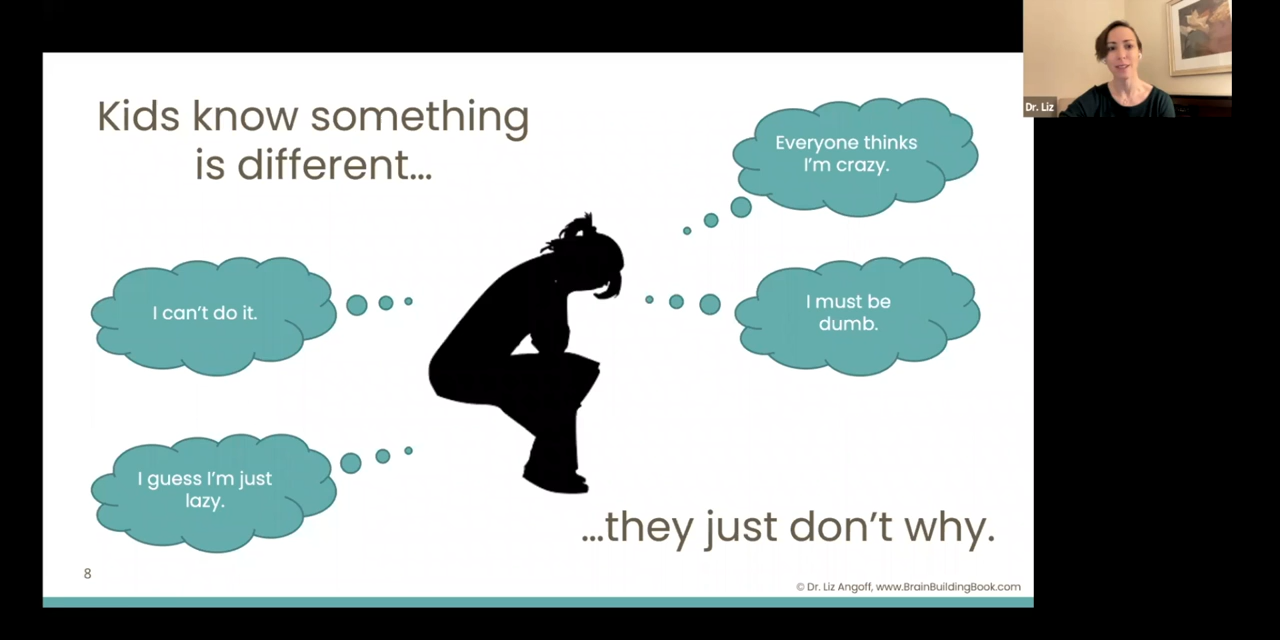 Kids know something
is different…
Everyone thinks
I'm crazy.
I can't do it.
I must be
dumb.
I guess I'm just
lazy.
…they just don't why.
8
© Dr. Liz Angoff, www.BrainBuildingBook.com
Dr. Liz